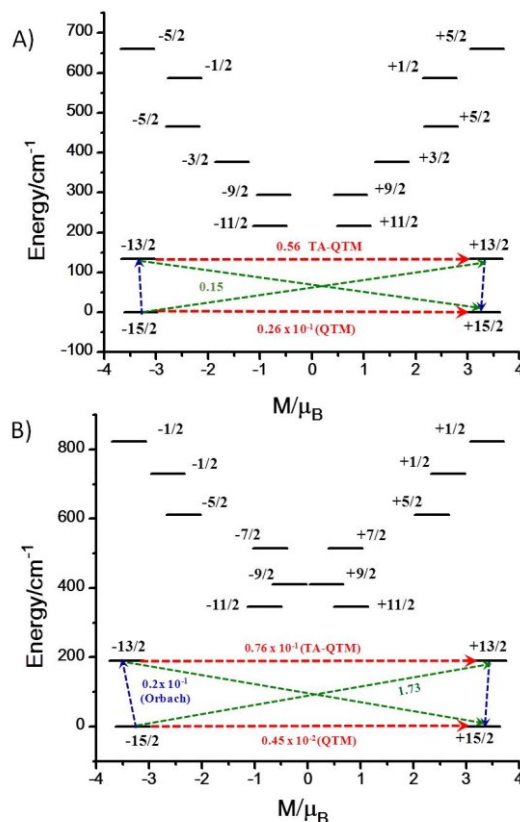 A)
700
600
500
400
300
200
100
0
-100
Energy/cm⁻¹
-5/2 +5/2
-1/2 +1/2
-5/2 +5/2
-3/2 +3/2
-9/2 +9/2
-11/2 +11/2
-13/2 0.56 TA-QTM +13/2
0.15
-15/2 0.26 x 10⁻¹(QTM) +15/2
-4 -3 -2 -1 0 1 2 3 4
M/μB
B)
800
600
400
200
0
Energy/cm⁻¹
-1/2 +1/2
-1/2 +1/2
-5/2 +5/2
-7/2 +7/2
-9/2 +9/2
-11/2 +11/2
-13/2 0.76 x 10⁻¹(TA-QTM) +13/2
0.2x 10⁻¹
(Orbach)
1.73
-15/2 0.45 x 10⁻²(QTM) +15/2
-4 -3 -2 -1 0 1 2 3 4
M/μB